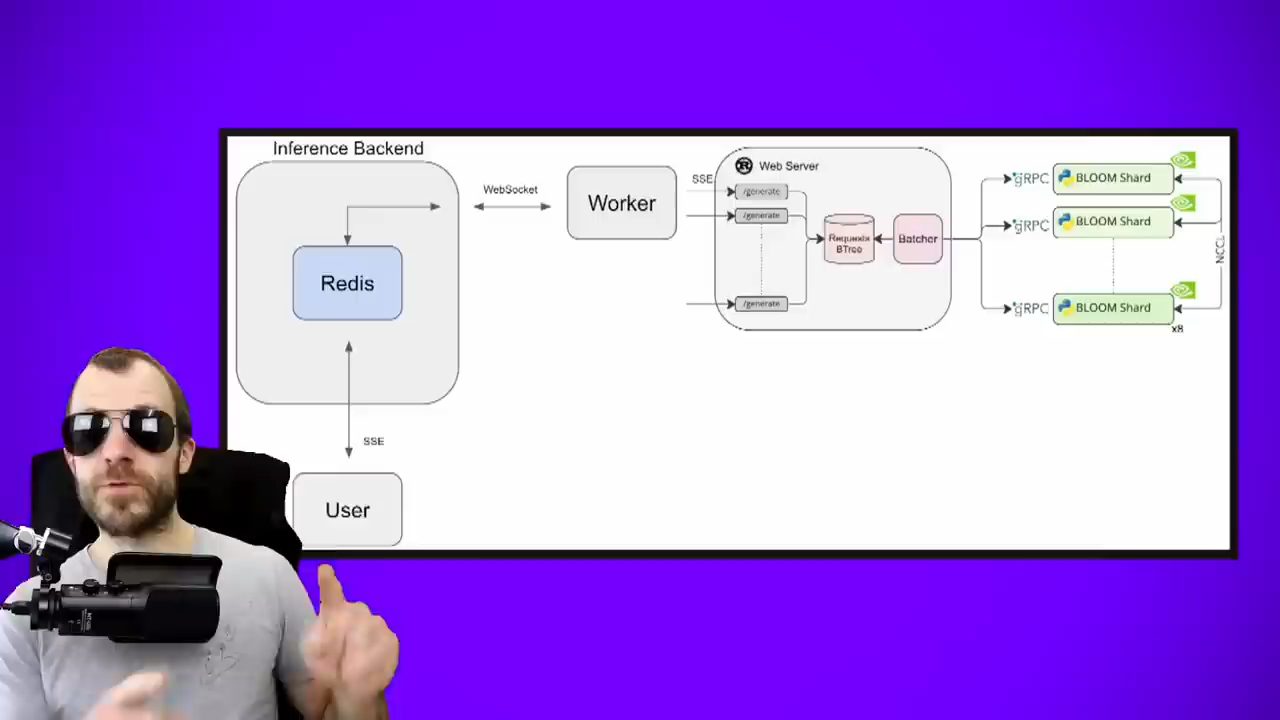 Inference Backend
Redis
WebSocket
SSE
User
Worker
SSE
Web Server
/generate
/generate
/generate
Requests
BTree
Batcher
gRPC
BLOOM Shard
gRPC
BLOOM Shard
gRPC
BLOOM Shard
x8
NCCL